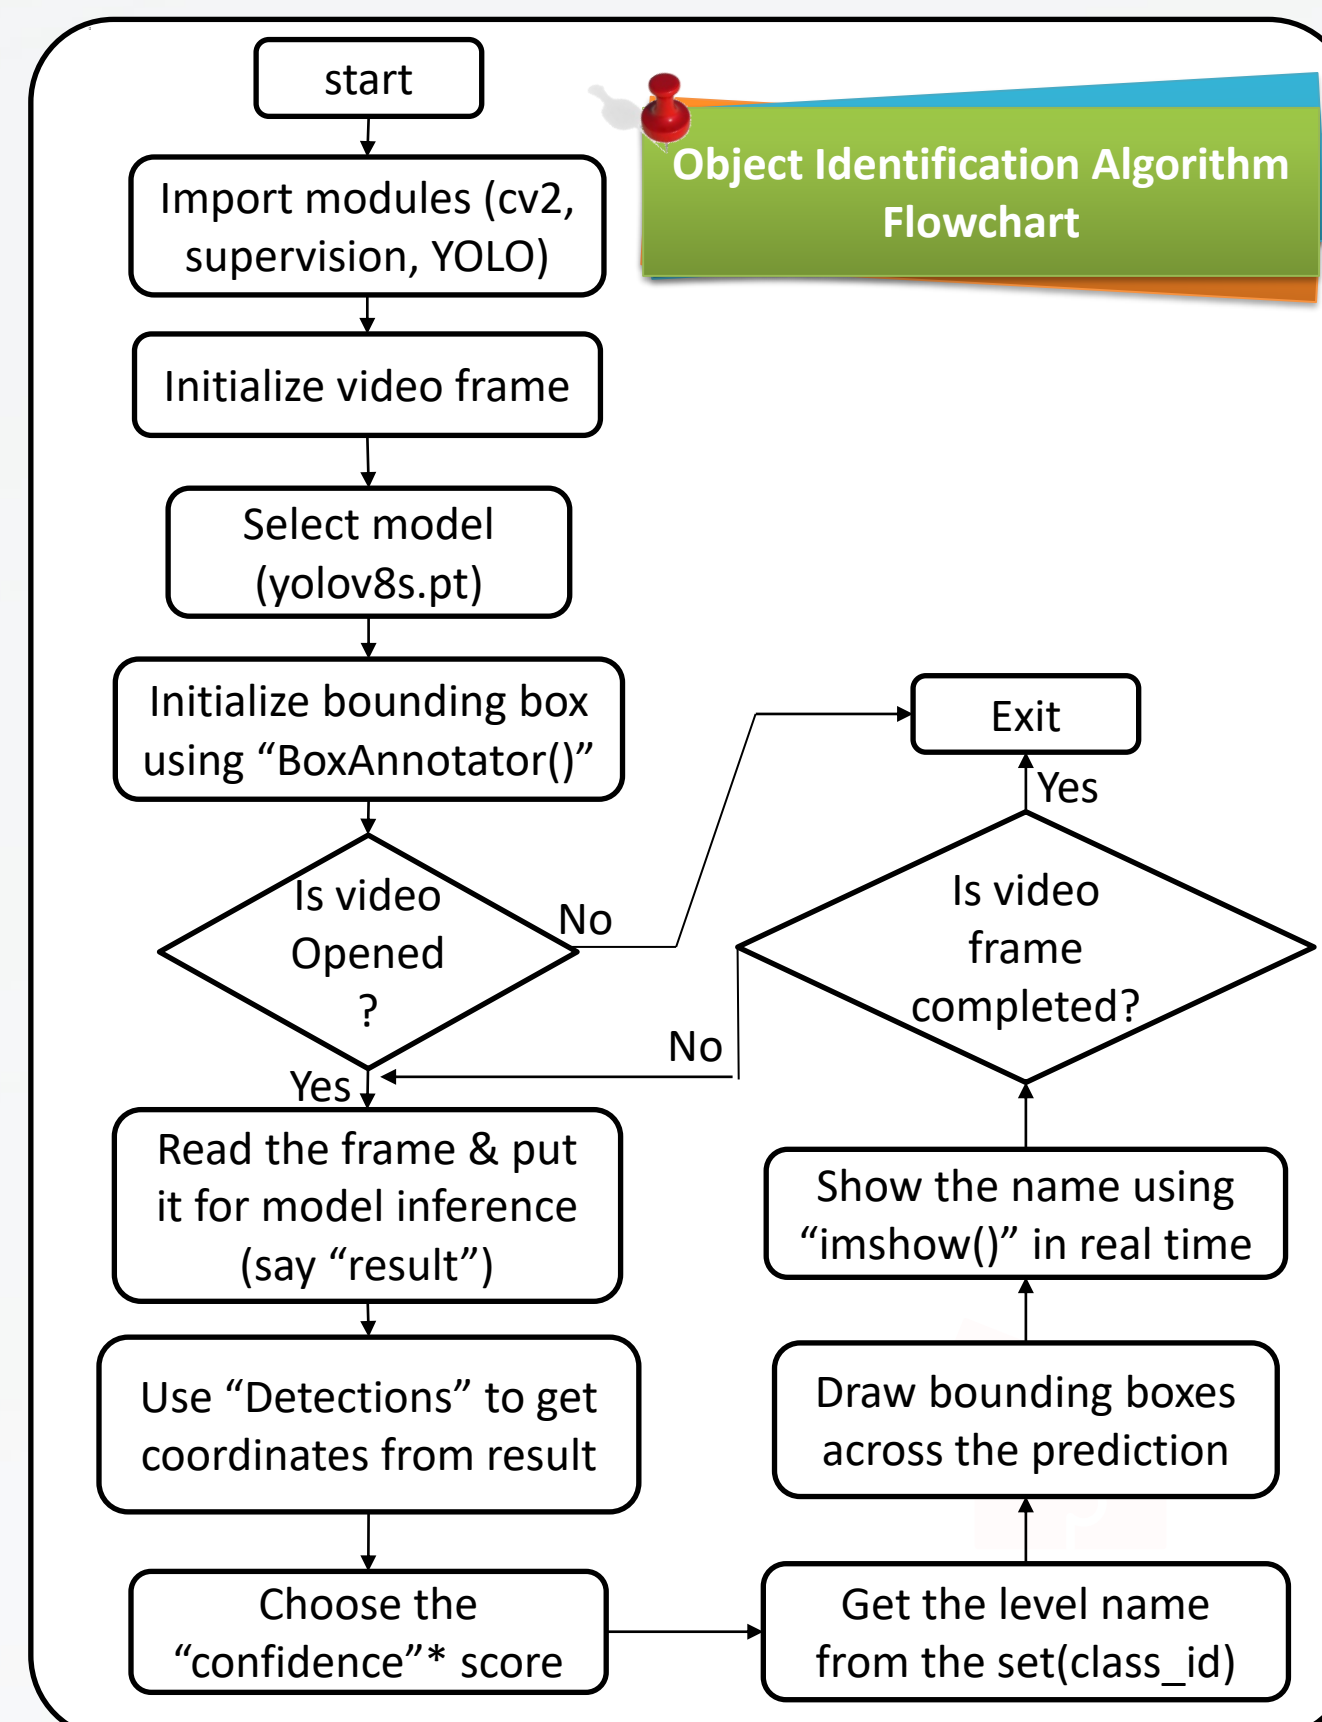 start
Object Identification Algorithm
Flowchart
Import modules (cv2,
supervision, YOLO)
Initialize video frame
Select model
(yolov8s.pt)
Initialize bounding box
using “BoxAnnotator()”
Is video
Opened
?
No
Yes
Read the frame & put
it for model inference
(say “result”)
Use “Detections” to get
coordinates from result
Choose the
“confidence”* score
Get the level name
from the set(class_id)
Draw bounding boxes
across the prediction
Show the name using
“imshow()” in real time
Is video
frame
completed?
No
Yes
Exit